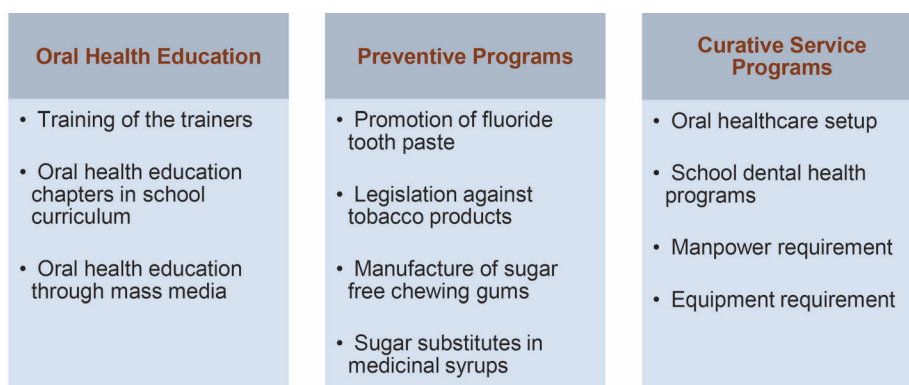 Oral Health Education
• Training of the trainers
• Oral health education
chapters in school
curriculum
• Oral health education
through mass media
Preventive Programs
• Promotion of fluoride
tooth paste
• Legislation against
tobacco products
• Manufacture of sugar
free chewing gums
• Sugar substitutes in
medicinal syrups
Curative Service
Programs
• Oral healthcare setup
• School dental health
programs
• Manpower requirement
• Equipment requirement